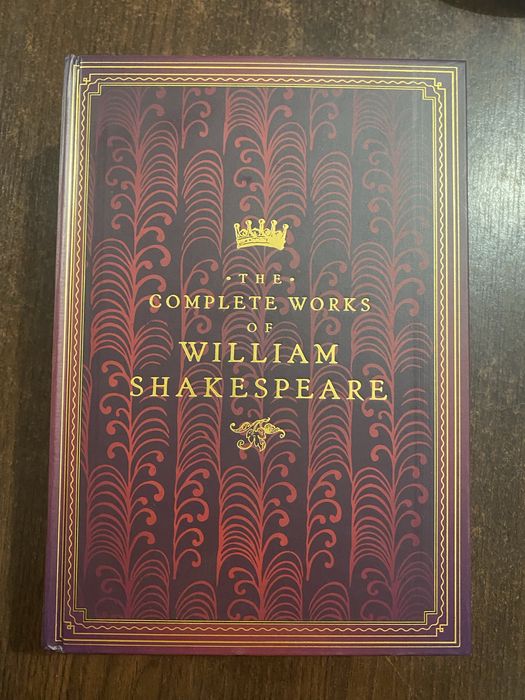 • THE •
COMPLETE WORKS
OF
WILLIAM
SHAKESPEARE